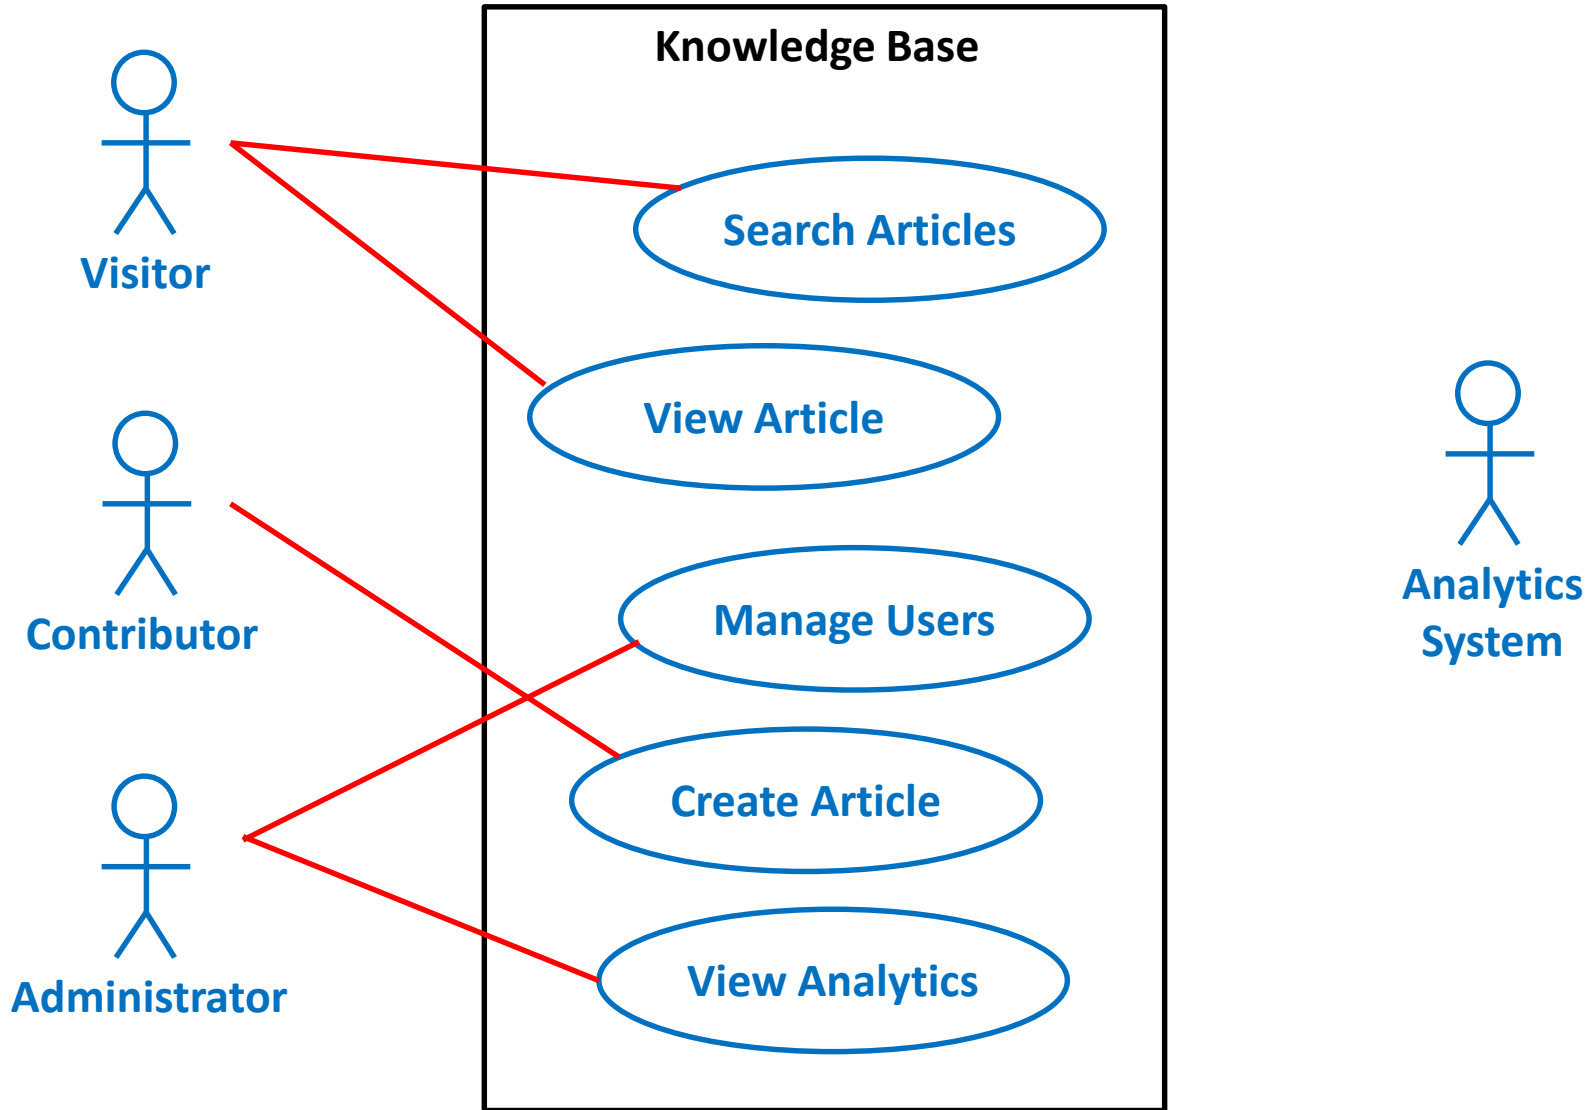 Knowledge Base
Search Articles
Visitor
View Article
Manage Users
Contributor
Analytics
System
Create Article
View Analytics
Administrator